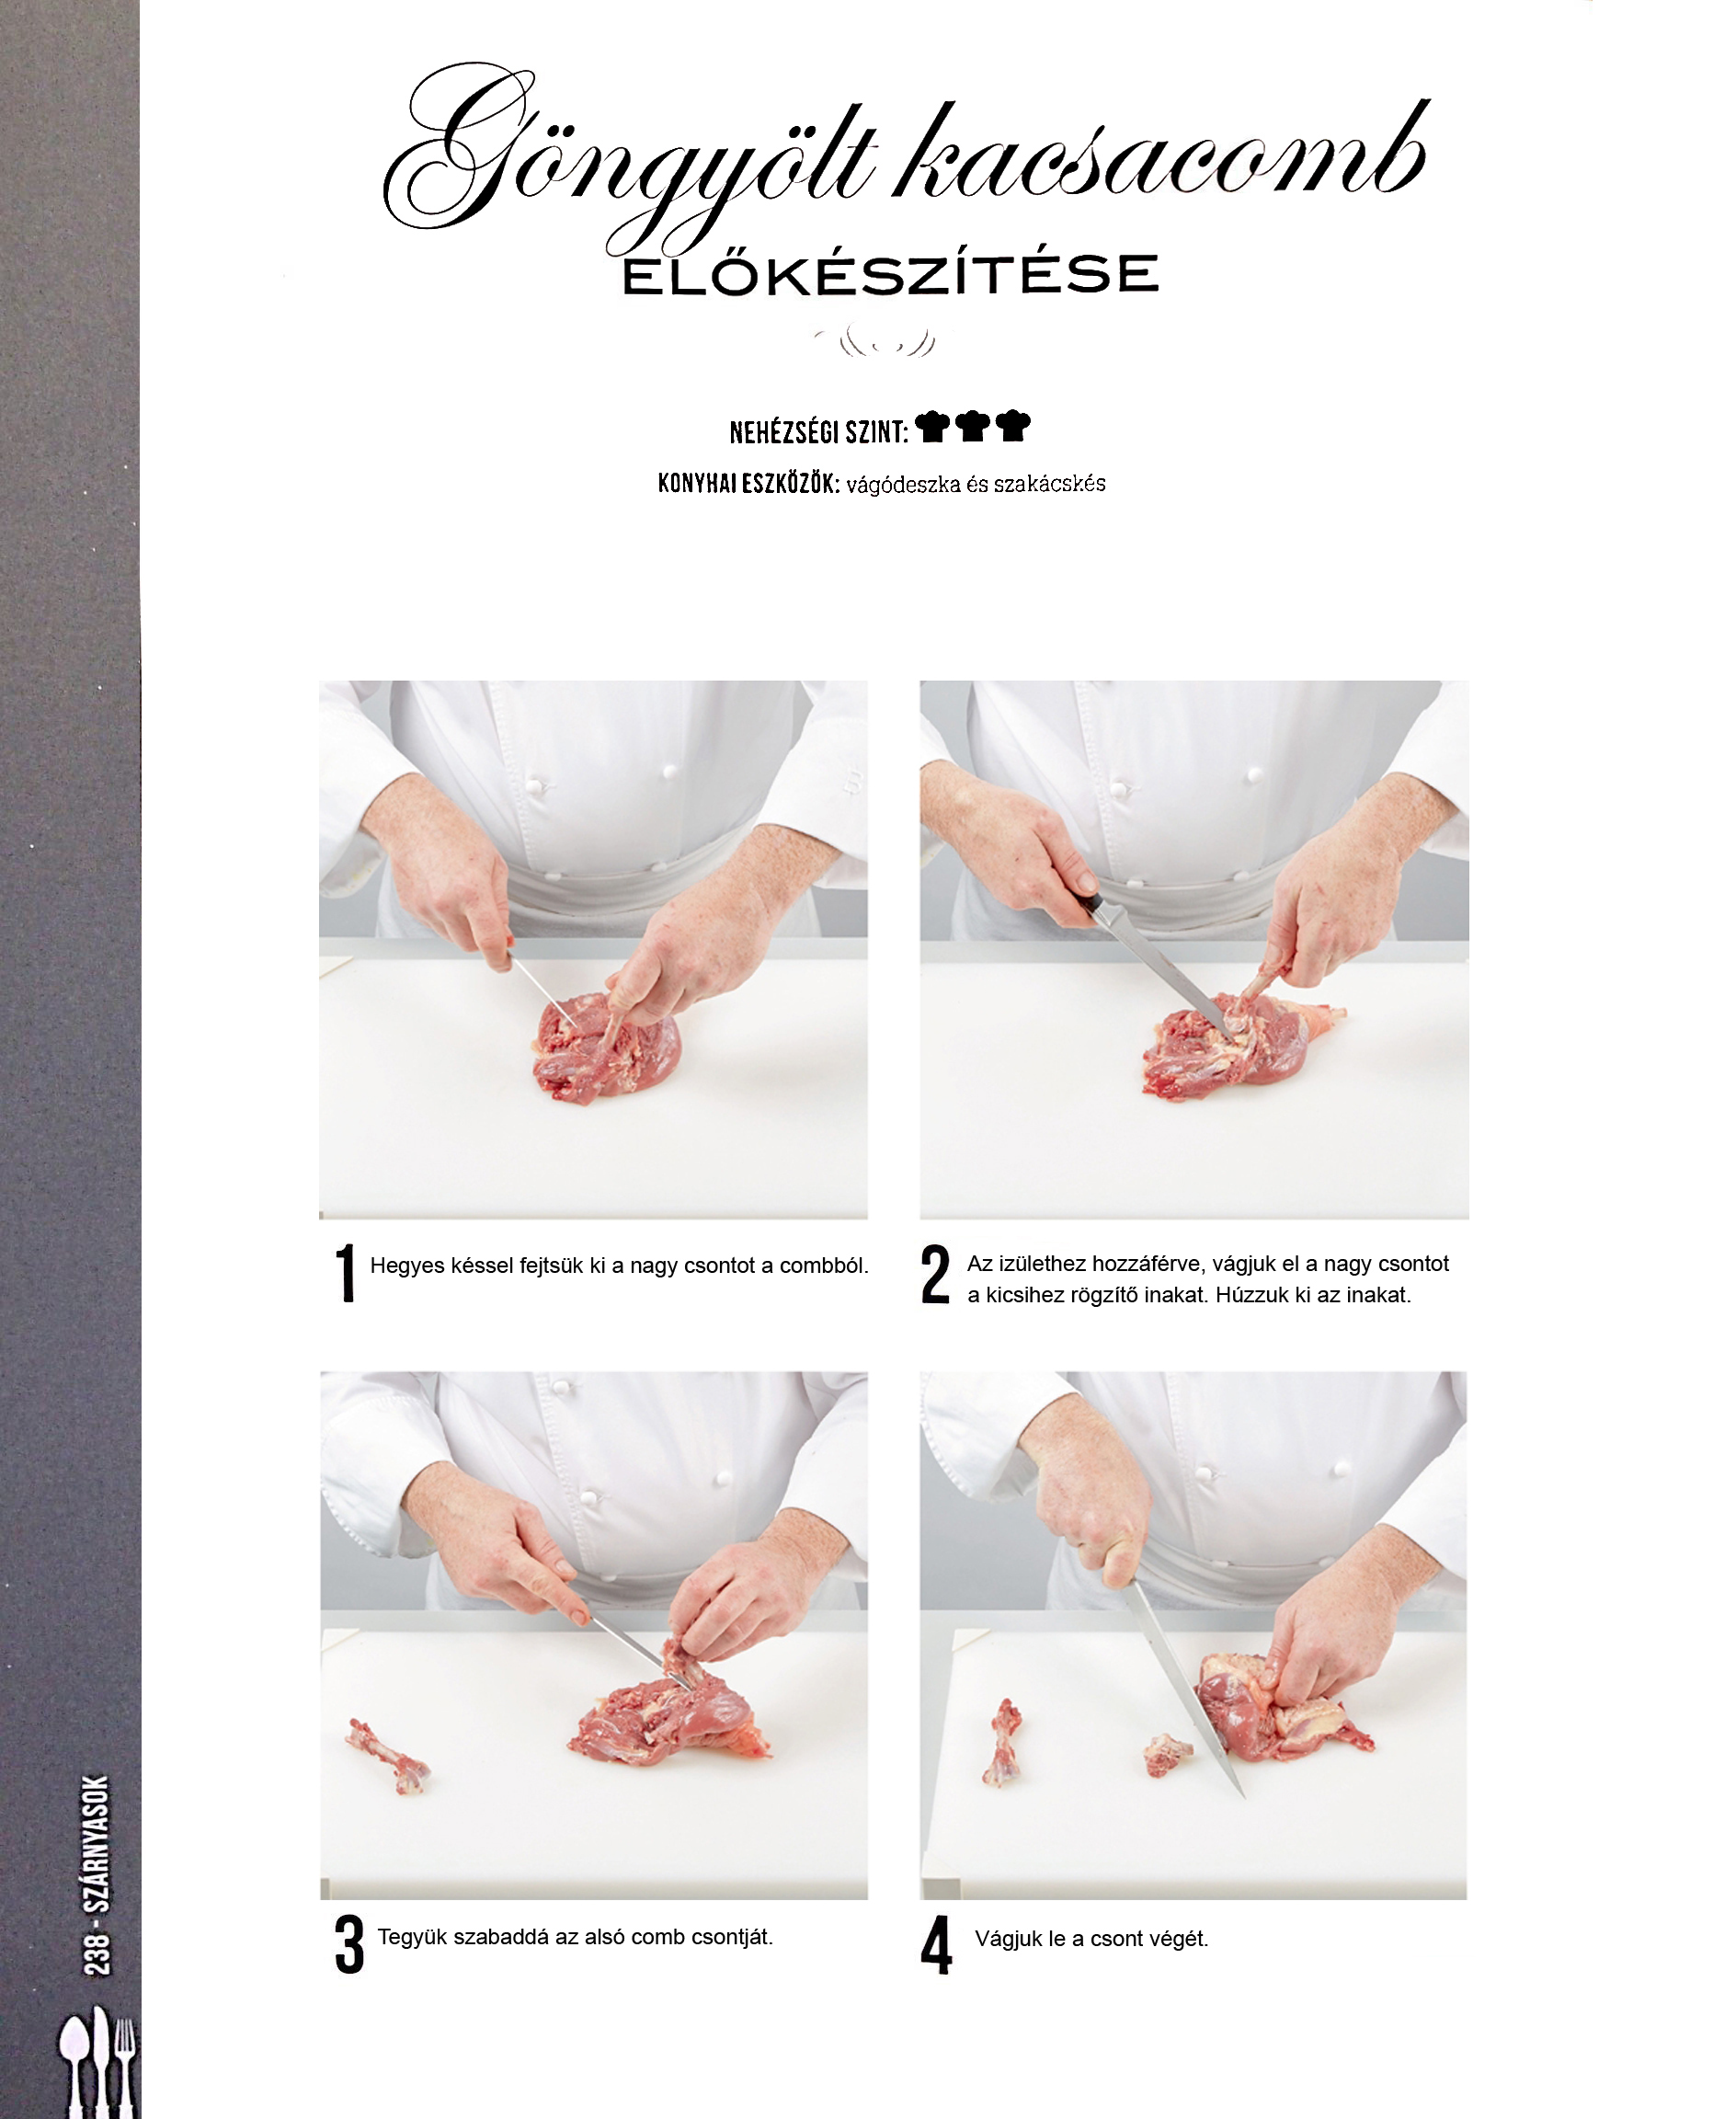 Göngyölt kacsacomb
ELŐKÉSZÍTÉSE
NEHÉZSÉGI SZINT:
KONYHAI ESZKÖZÖK: vágódeszka és szakácskés
1 Hegyes késsel fejtsük ki a nagy csontot a combból.
2 Az izülethez hozzáférve, vágjuk el a nagy csontot
a kicsihez rögzítő inakat. Húzzuk ki az inakat.
3 Tegyük szabaddá az alsó comb csontját.
4 Vágjuk le a csont végét.
238 - SZÁRNYASOK